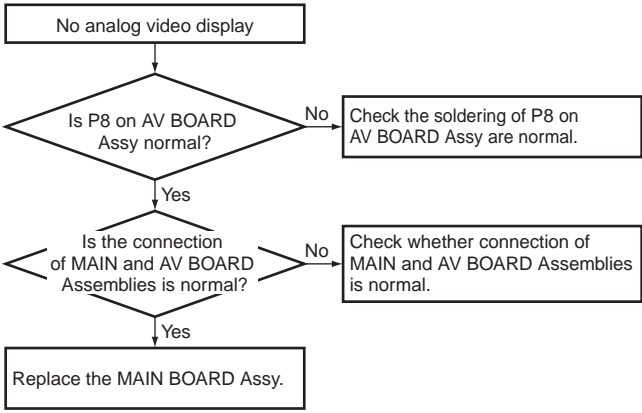 No analog video display
Is P8 on AV BOARD
Assy normal?
No
Check the soldering of P8 on
AV BOARD Assy are normal.
Yes
Is the connection
of MAIN and AV BOARD
Assemblies is normal?
No
Check whether connection of
MAIN and AV BOARD Assemblies
is normal.
Yes
Replace the MAIN BOARD Assy.